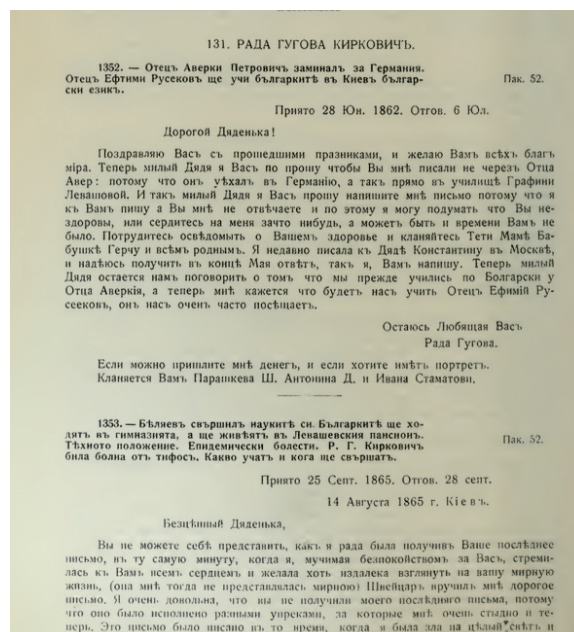 131. РАДА ГУГОВА КИРКОВИЧЪ.
1352. — Отецъ Аверки Петровичъ заминалъ за Германия.
Отецъ Ефтими Русековъ ще учи българкитѣ въ Киевъ българ-
ски езикъ.
Пак. 52.
Прието 28 Юн. 1862. Отгов. 6 Юл.
Дорогой Дяденька!
Поздравляю Васъ съ прошедшими празниками, и желаю Вамъ всѣхъ благъ
міра. Теперь милый Дядя я Васъ по прошу чтобы Вы мнѣ писали не черезъ Отца
Авер: потому что онъ уѣхалъ въ Германію, а такъ прямо въ училищѣ Графини
Левашовой. И такъ милый Дядя я Васъ прошу напишите мнѣ письмо потому что я
къ Вамъ пишу а Вы мнѣ не отвѣчаете и по этому я могу подумать что Вы не-
здоровы, или сердитесь на меня зачто нибудь, а можетъ быть и времени Вамъ не
было. Потрудитесь освѣдомить о Вашемъ здоровье и кланяйтесь Тети Мамѣ Ба-
бушкѣ Герчу и всѣмъ роднымъ. Я недавно писала къ Дядѣ Константину въ Москвѣ,
и надѣюсь получить въ концѣ Мая отвѣтъ, такъ я, Вамъ напишу. Теперь милый
Дядя остается намъ поговорить о томъ что мы прежде учились по Болгарски у
Отца Аверкія, а теперь мнѣ кажется что будетъ насъ учить Отецъ Ефимій Ру-
сеековъ, онъ насъ оченъ часто посѣщаетъ.
Остаюсь Любящая Васъ
Рада Гугова.
Если можно пришлите мнѣ денегъ, и если хотите имѣть портретъ.
Кланяется Вамъ Парашкева Ш. Антонина Д. и Ивана Стаматови.
1353. — Бѣляевъ свършилъ наукитѣ си. Българкитѣ ще хо-
дятъ въ гимназията, а ще живѣятъ въ Левашевския пансионъ.
Тѣхното положение. Епидемически болести. Р. Г. Кирковичъ
била болна отъ тифосъ. Какво учатъ и кога ще свършатъ.
Пак. 52.
Прието 25 Септ. 1865. Отгов. 28 септ.
14 Августа 1865 г. Кіевъ.
Безцѣнный Дяденька,
Вы не можете себѣ представить, какъ я рада была получивъ Ваше послѣднее
письмо, въ ту самую минуту, когда я, мучимая безпокойствомъ за Васъ, стреми-
лась къ Вамъ всемъ сердцемъ и желала хоть издалека взглянуть на вашу мирную
жизнь, (она мнѣ тогда не представлялась мирною) Швейцаръ вручилъ мнѣ дорогое
письмо. Я очень довольна, что вы не получили моего послѣдняго письма, потому
что оно было исполнено разными упреками, за которые мнѣ очень стыдно и те-
перь. Это письмо было писано въ то время, когда я была зла на цѣлый свѣтъ и